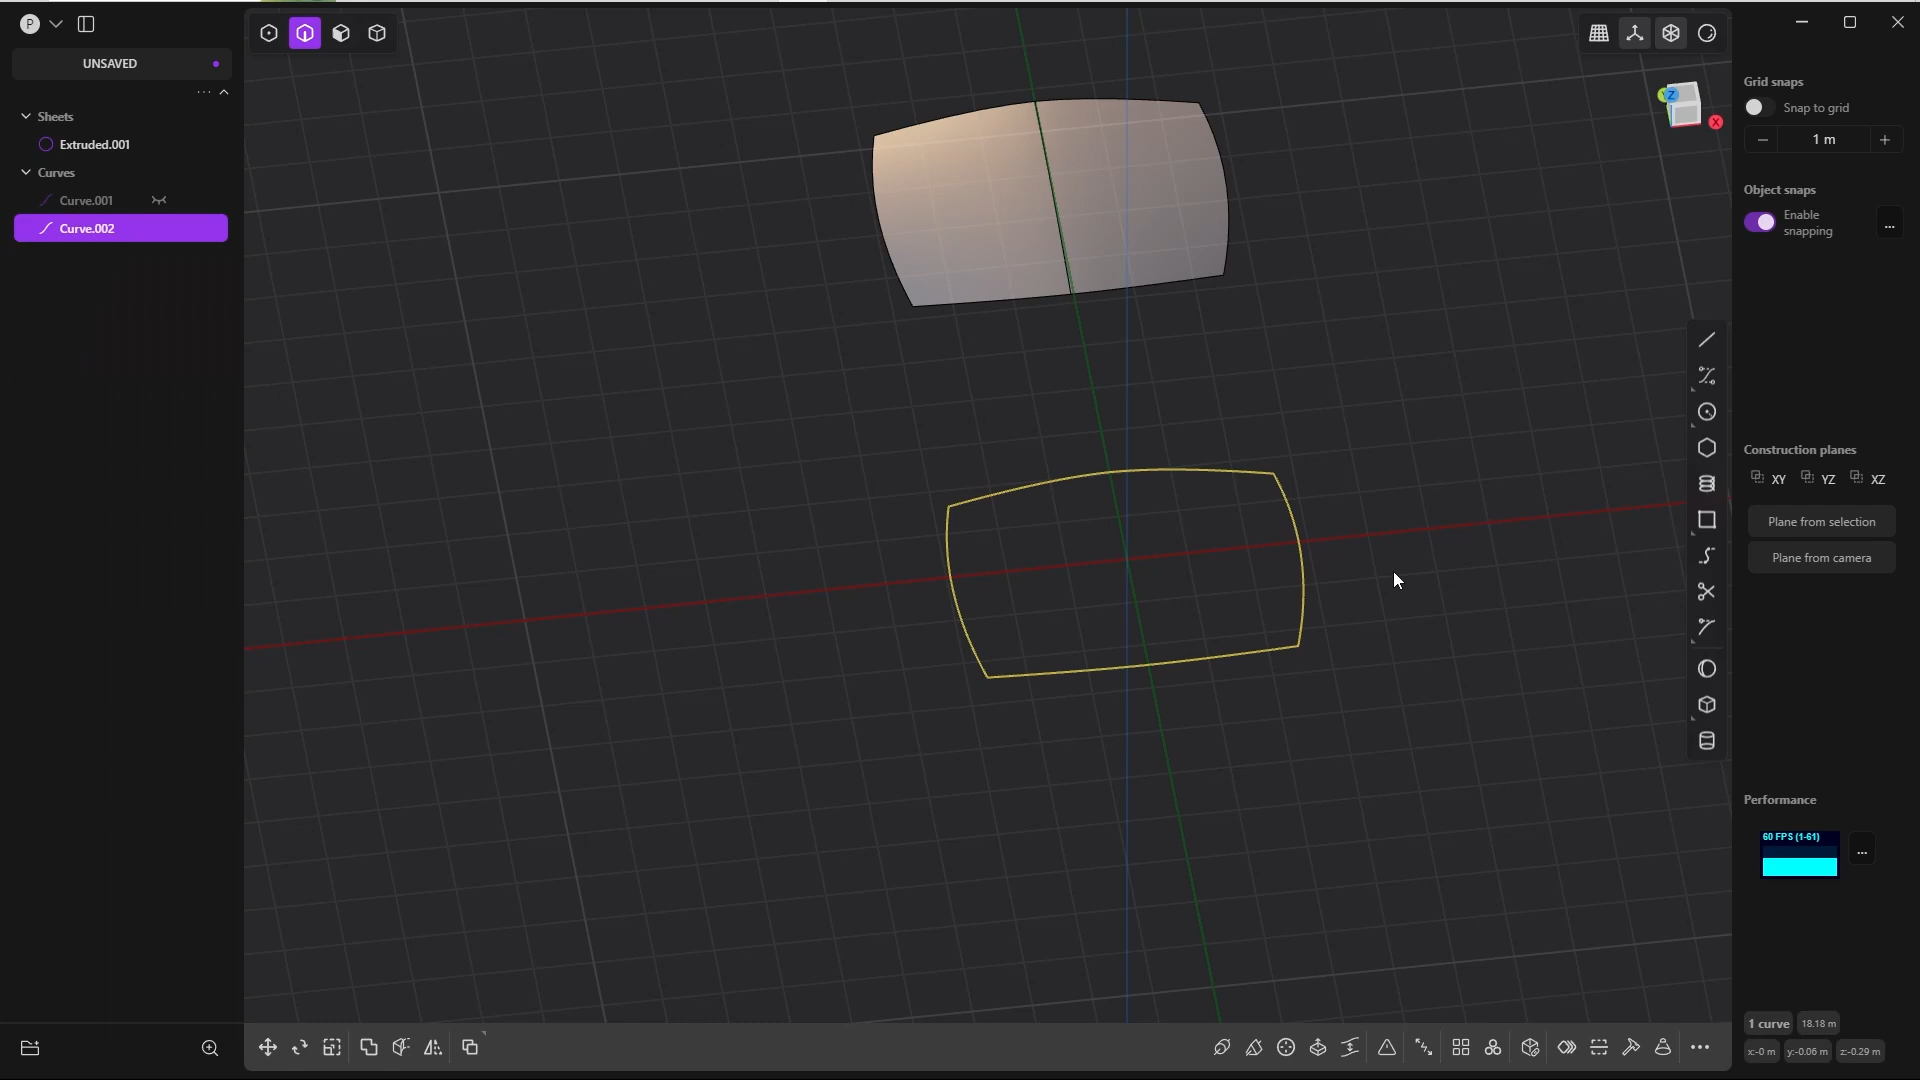 P
UNSAVED
Sheets
Extruded.001
Curves
Curve.001
Curve.002
Z
X
Grid snaps
Snap to grid
1 m
Object snaps
Enable
snapping
...
Construction planes
XY
YZ
XZ
Plane from selection
Plane from camera
Performance
60 FPS (1-61)
...
1 curve
18.18 m
x:-0 m
y:-0.06 m
z:-0.29 m